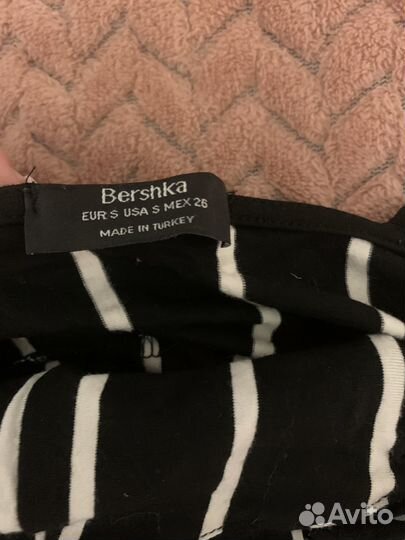 Bershka
EUR S USA S MEX 26
MADE IN TURKEY
Avito